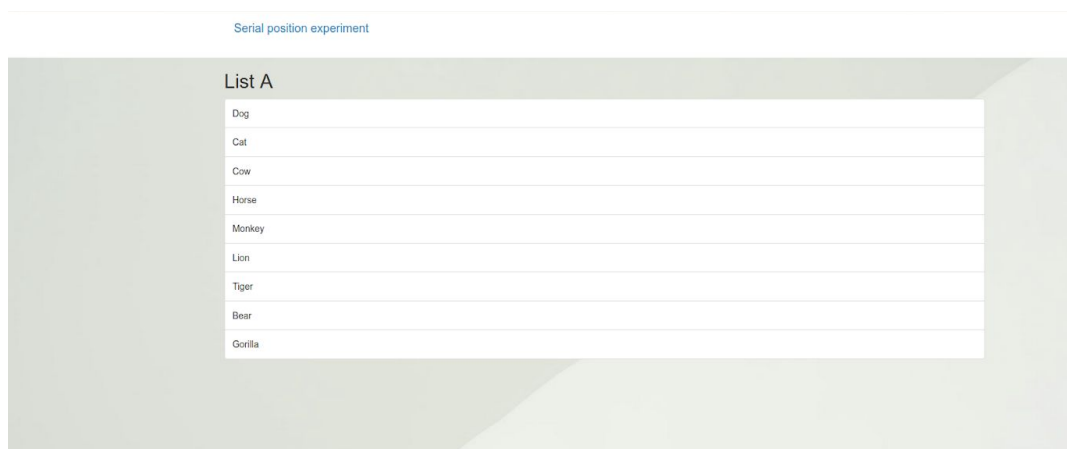 Serial position experiment
List A
Dog
Cat
Cow
Horse
Monkey
Lion
Tiger
Bear
Gorilla